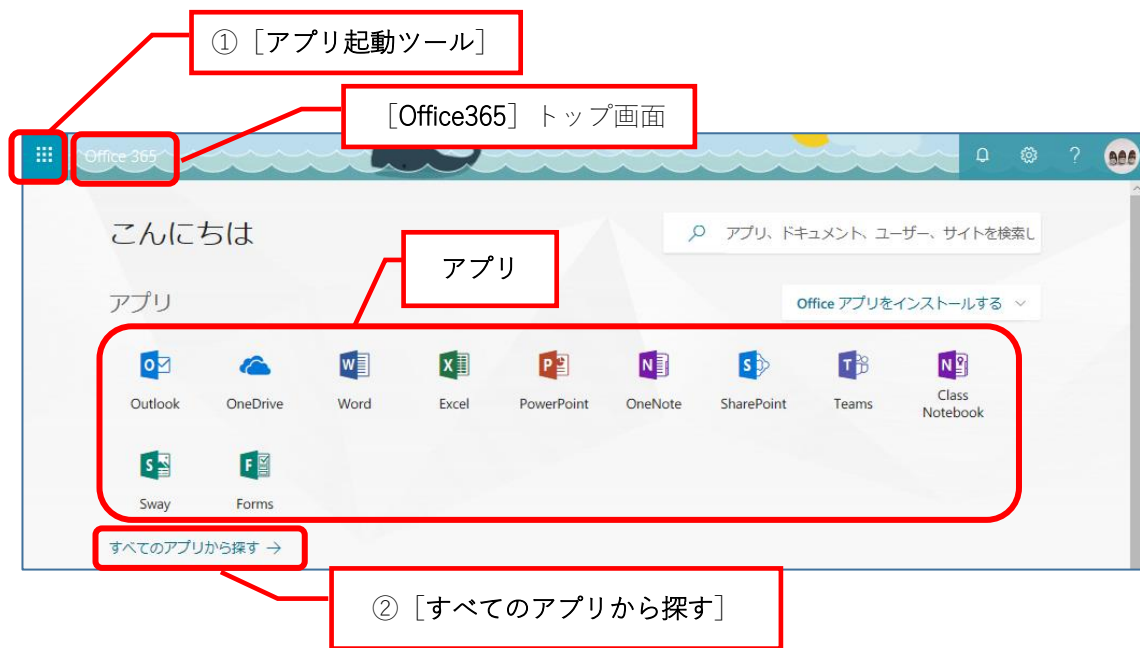 ①［アプリ起動ツール］
［Office365］トップ画面
Office 365
?
こんにちは
アプリ、ドキュメント、ユーザー、サイトを検索し
アプリ
アプリ
Office アプリをインストールする
Outlook
OneDrive
Word
Excel
PowerPoint
OneNote
SharePoint
Teams
Class
Notebook
Sway
Forms
すべてのアプリから探す →
②［すべてのアプリから探す］